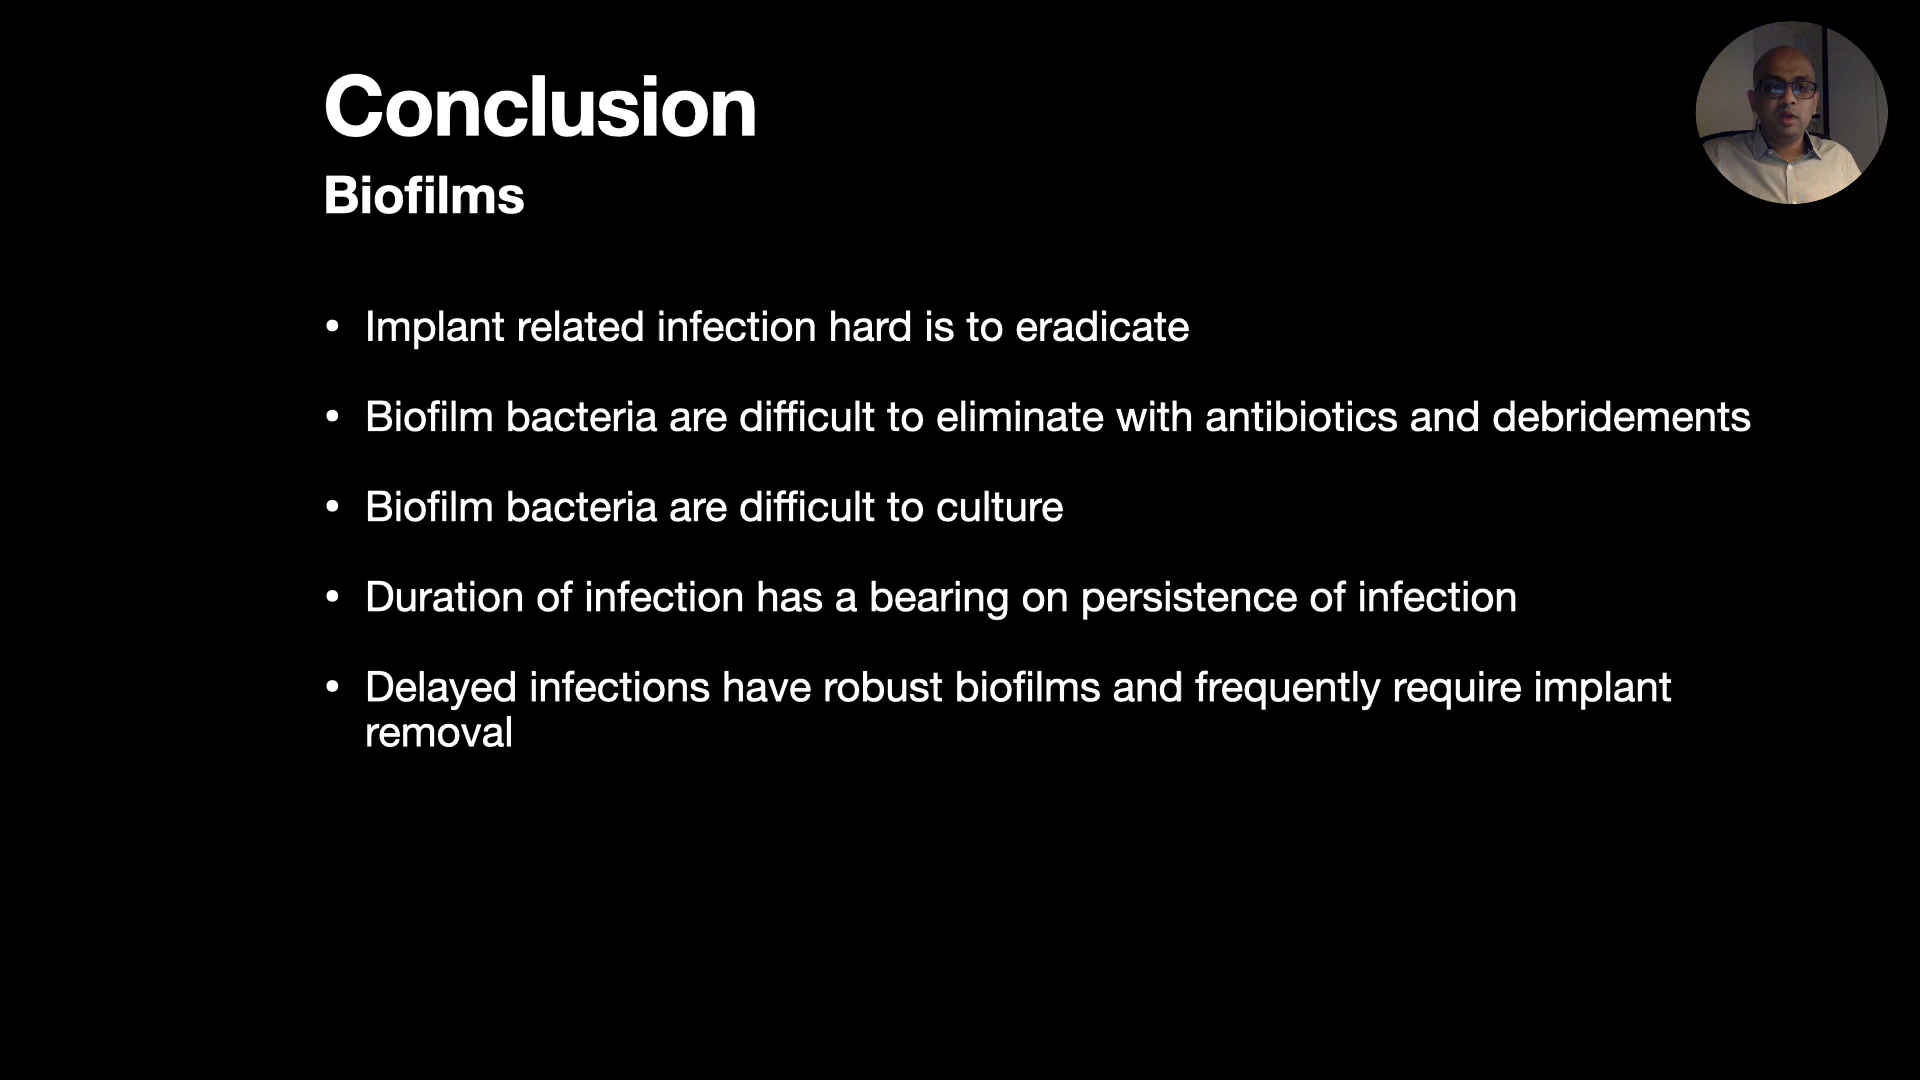 Conclusion
Biofilms
• Implant related infection hard is to eradicate
• Biofilm bacteria are difficult to eliminate with antibiotics and debridements
• Biofilm bacteria are difficult to culture
• Duration of infection has a bearing on persistence of infection
• Delayed infections have robust biofilms and frequently require implant
removal